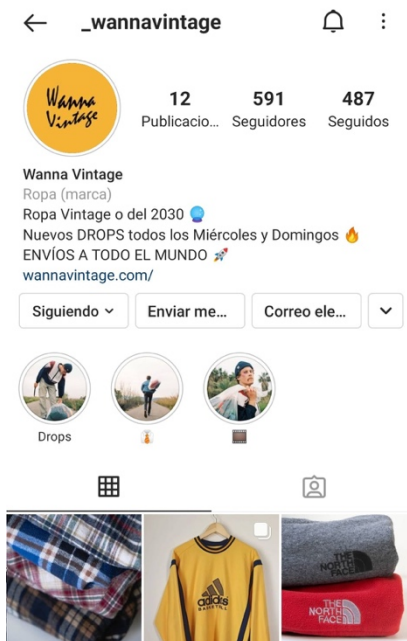 _wannavintage
Wanna
Vintage
12
Publicacio...
591
Seguidores
487
Seguidos
Wanna Vintage
Ropa (marca)
Ropa Vintage o del 2030 🔮
Nuevos DROPS todos los Miércoles y Domingos 🔥
ENVÍOS A TODO EL MUNDO 🚀
wannavintage.com/
Siguiendo
Enviar me...
Correo ele...
Drops
adidas
THE
NORTH
FACE
THE
NORTH
FACE